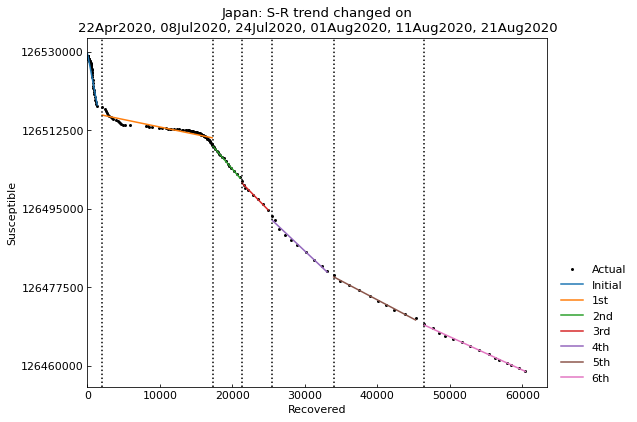 Japan: S-R trend changed on
22Apr2020, 08Jul2020, 24Jul2020, 01Aug2020, 11Aug2020, 21Aug2020
126530000
126512500
126495000
126477500
126460000
Susceptible
0 10000 20000 30000 40000 50000 60000
Recovered
Actual
Initial
1st
2nd
3rd
4th
5th
6th